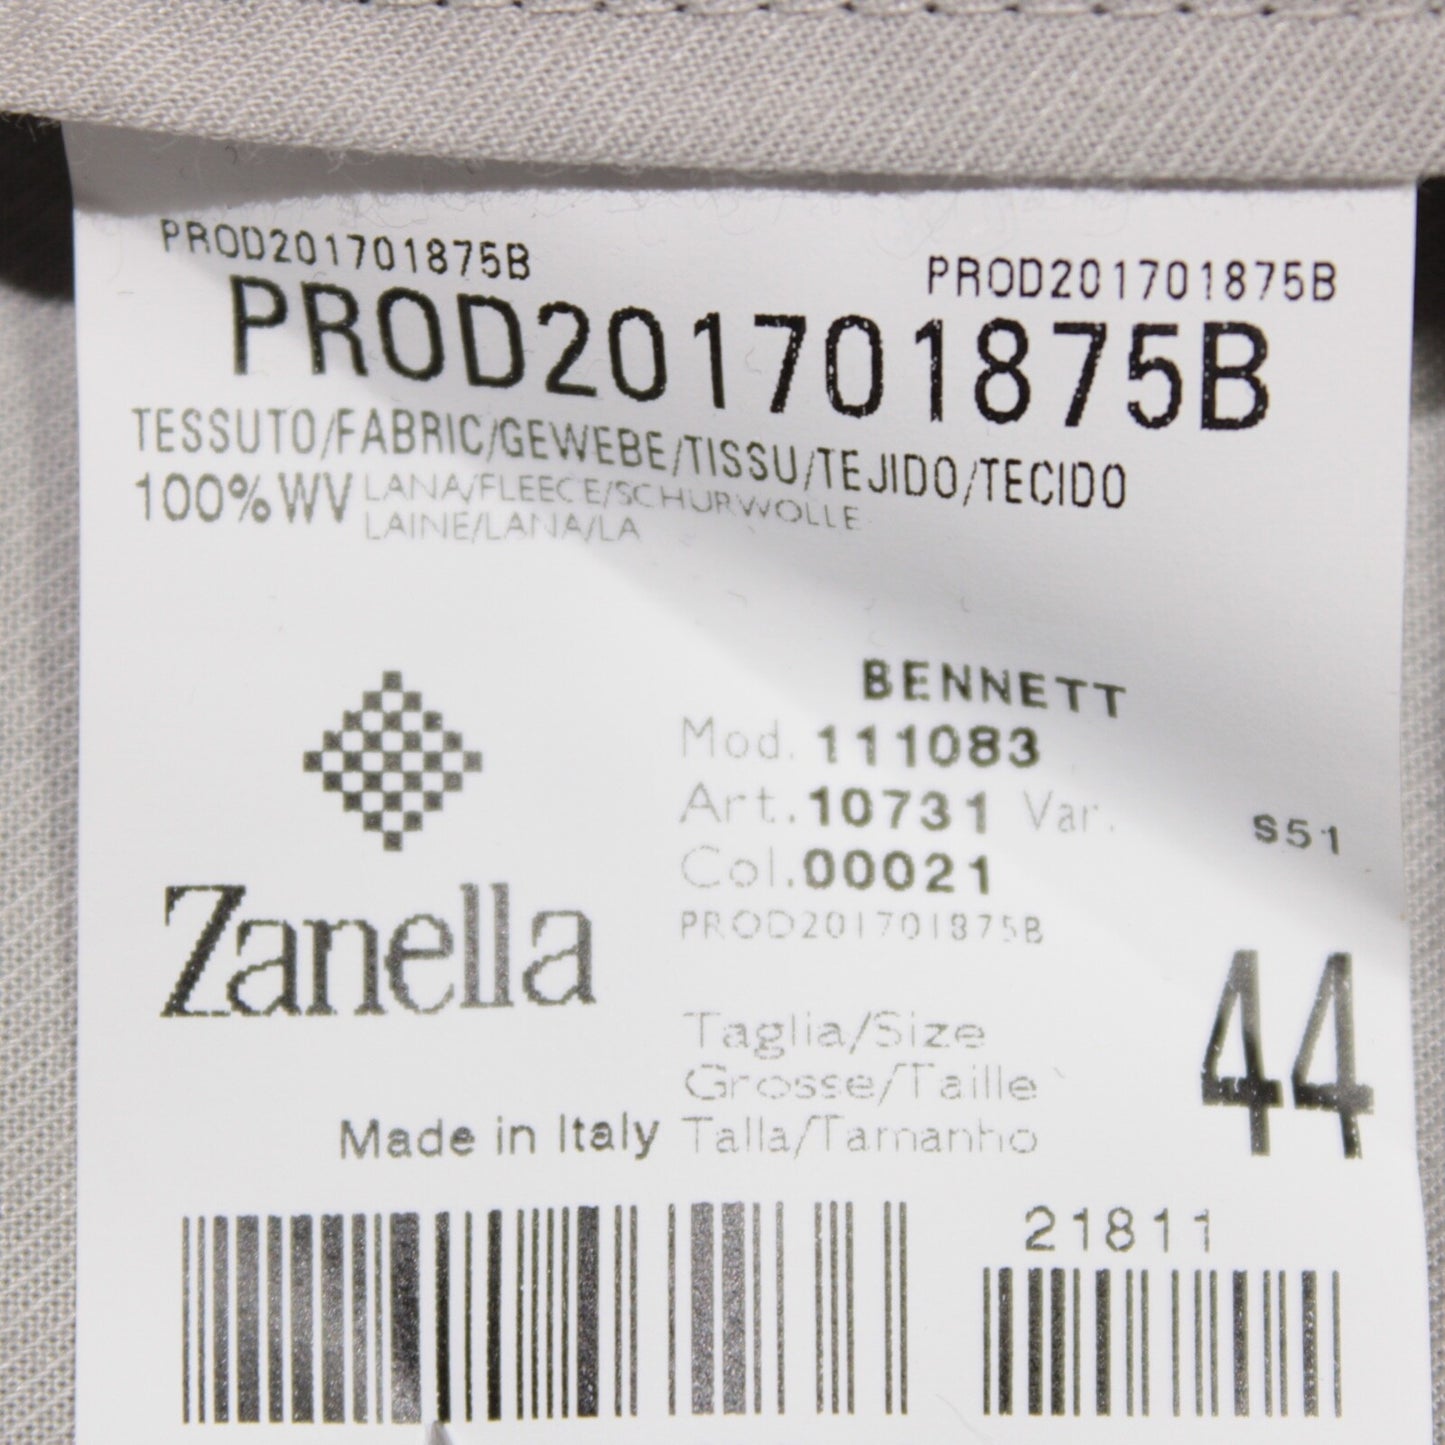 PROD201701875B
PROD201701875B
PROD201701875B
TESSUTO/FABRIC/GEWEBE/TISSU/TEJIDO/TECIDO
100%WV LANA/FLEECE/SCHURWOLLE
LAINE/LANA/LA
BENNETT
Mod. 111083
Art. 10731 Var. S51
Col. 00021
PROD201701875B
Zanella
Taglia/Size
Grosse/Taille
Talla/Tamanho
44
Made in Italy
21811